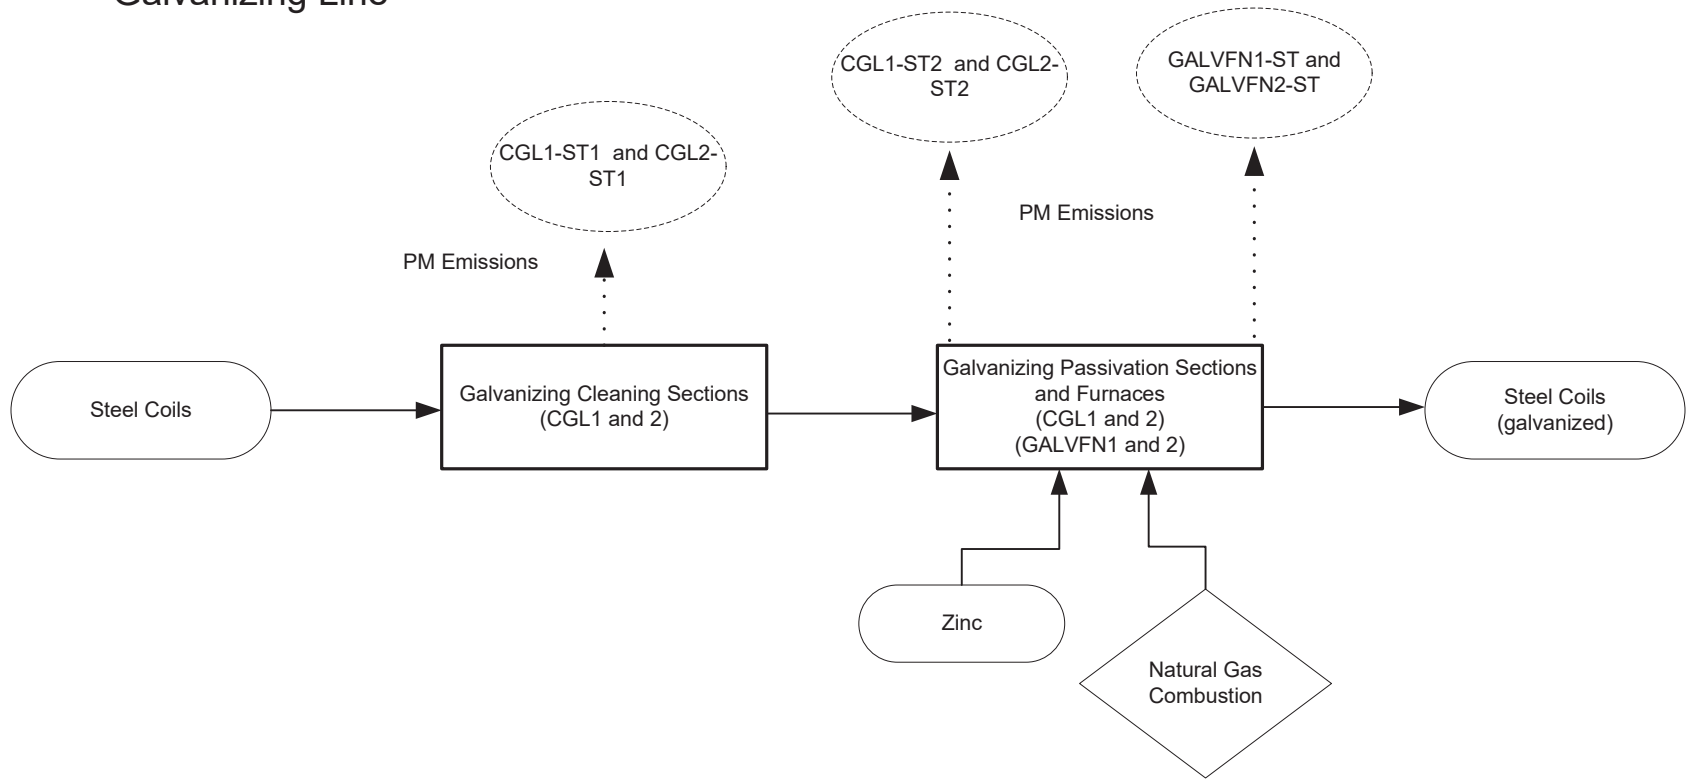 Galvanizing Line
CGL1-ST2 and CGL2-
ST2
GALVFN1-ST and
GALVFN2-ST
CGL1-ST1 and CGL2-
ST1
PM Emissions
PM Emissions
Steel Coils
Galvanizing Cleaning Sections
(CGL1 and 2)
Galvanizing Passivation Sections
and Furnaces
(CGL1 and 2)
(GALVFN1 and 2)
Steel Coils
(galvanized)
Zinc
Natural Gas
Combustion